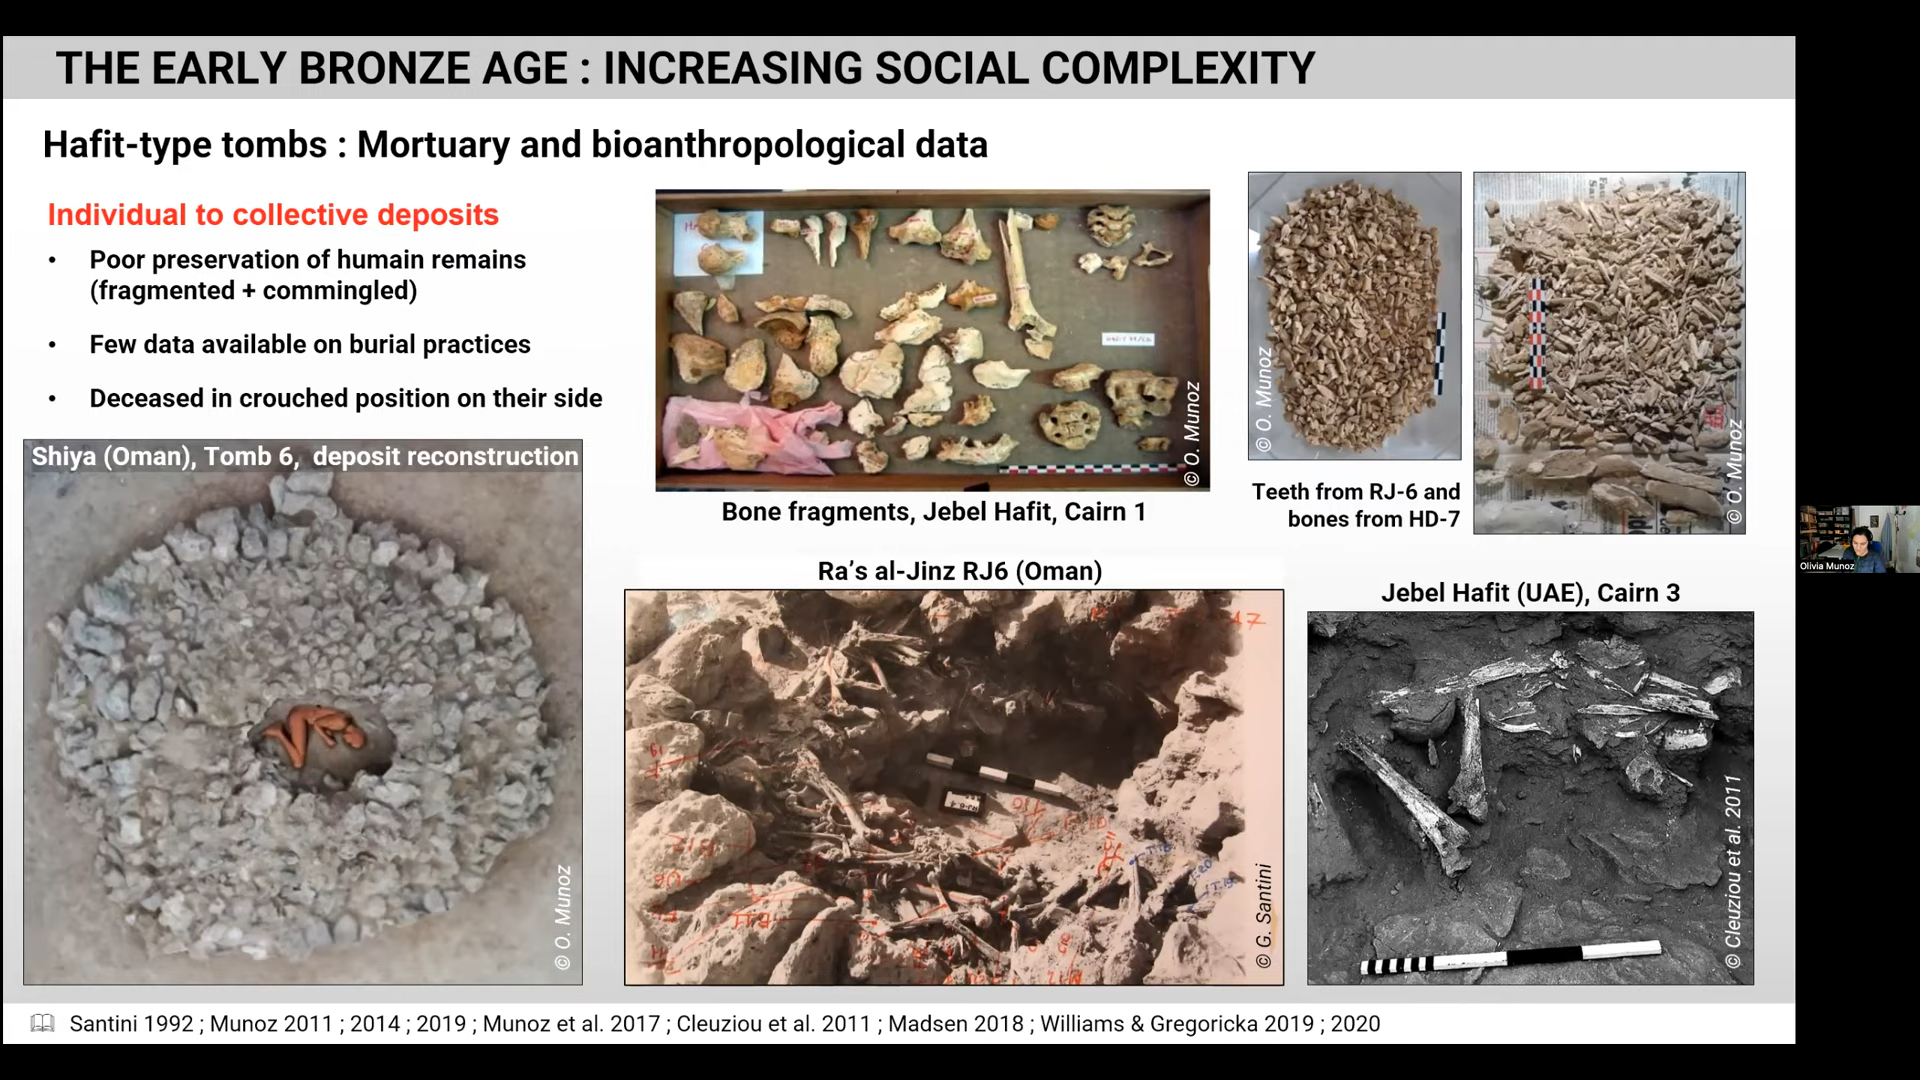 THE EARLY BRONZE AGE : INCREASING SOCIAL COMPLEXITY
Hafit-type tombs : Mortuary and bioanthropological data
Individual to collective deposits
• Poor preservation of humain remains
(fragmented + commingled)
• Few data available on burial practices
• Deceased in crouched position on their side
Shiya (Oman), Tomb 6, deposit reconstruction
© O. Munoz
© O. Munoz
Bone fragments, Jebel Hafit, Cairn 1
© O. Munoz
Teeth from RJ-6 and
bones from HD-7
© O. Munoz
Ra's al-Jinz RJ6 (Oman)
© G. Santini
Jebel Hafit (UAE), Cairn 3
© Cleuziou et al. 2011
Olivia Munoz
Santini 1992 ; Munoz 2011 ; 2014 ; 2019 ; Munoz et al. 2017 ; Cleuziou et al. 2011 ; Madsen 2018 ; Williams & Gregoricka 2019 ; 2020